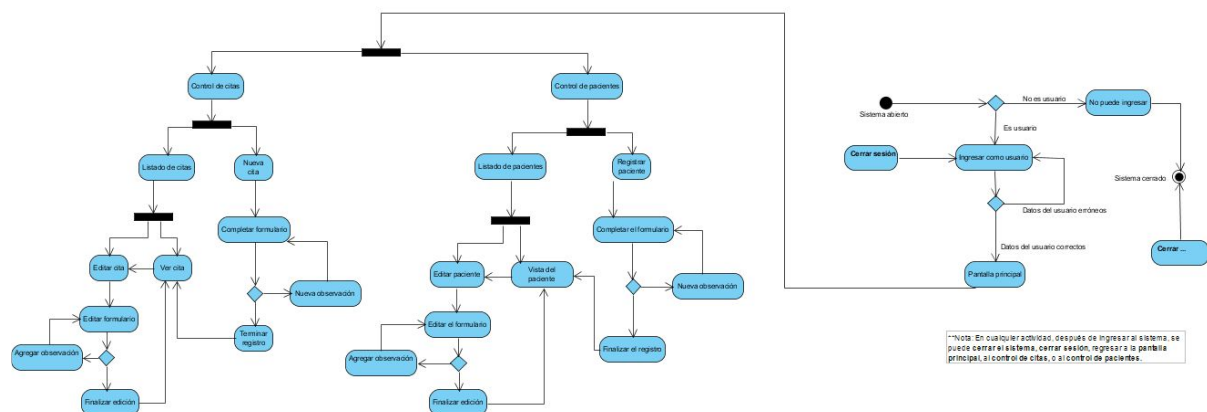 Control de citas
Control de pacientes
Listado de citas
Nueva
cita
Listado de pacientes
Registrar
paciente
Completar formulario
Completar el formulario
Editar cita
Ver cita
Editar paciente
Vista del
paciente
Nueva observación
Nueva observación
Editar formulario
Editar el formulario
Terminar
registro
Finalizar el registro
Agregar observación
Agregar observación
Finalizar edición
Finalizar edición
Sistema abierto
No es usuario
No puede ingresar
Es usuario
Cerrar sesión
Ingresar como usuario
Sistema cerrado
Datos del usuario erróneos
Datos del usuario correctos
Cerrar ...
Pantalla principal
**Nota: En cualquier actividad, después de ingresar al sistema, se
puede cerrar el sistema, cerrar sesión, regresar a la pantalla
principal, al control de citas, o al control de pacientes.